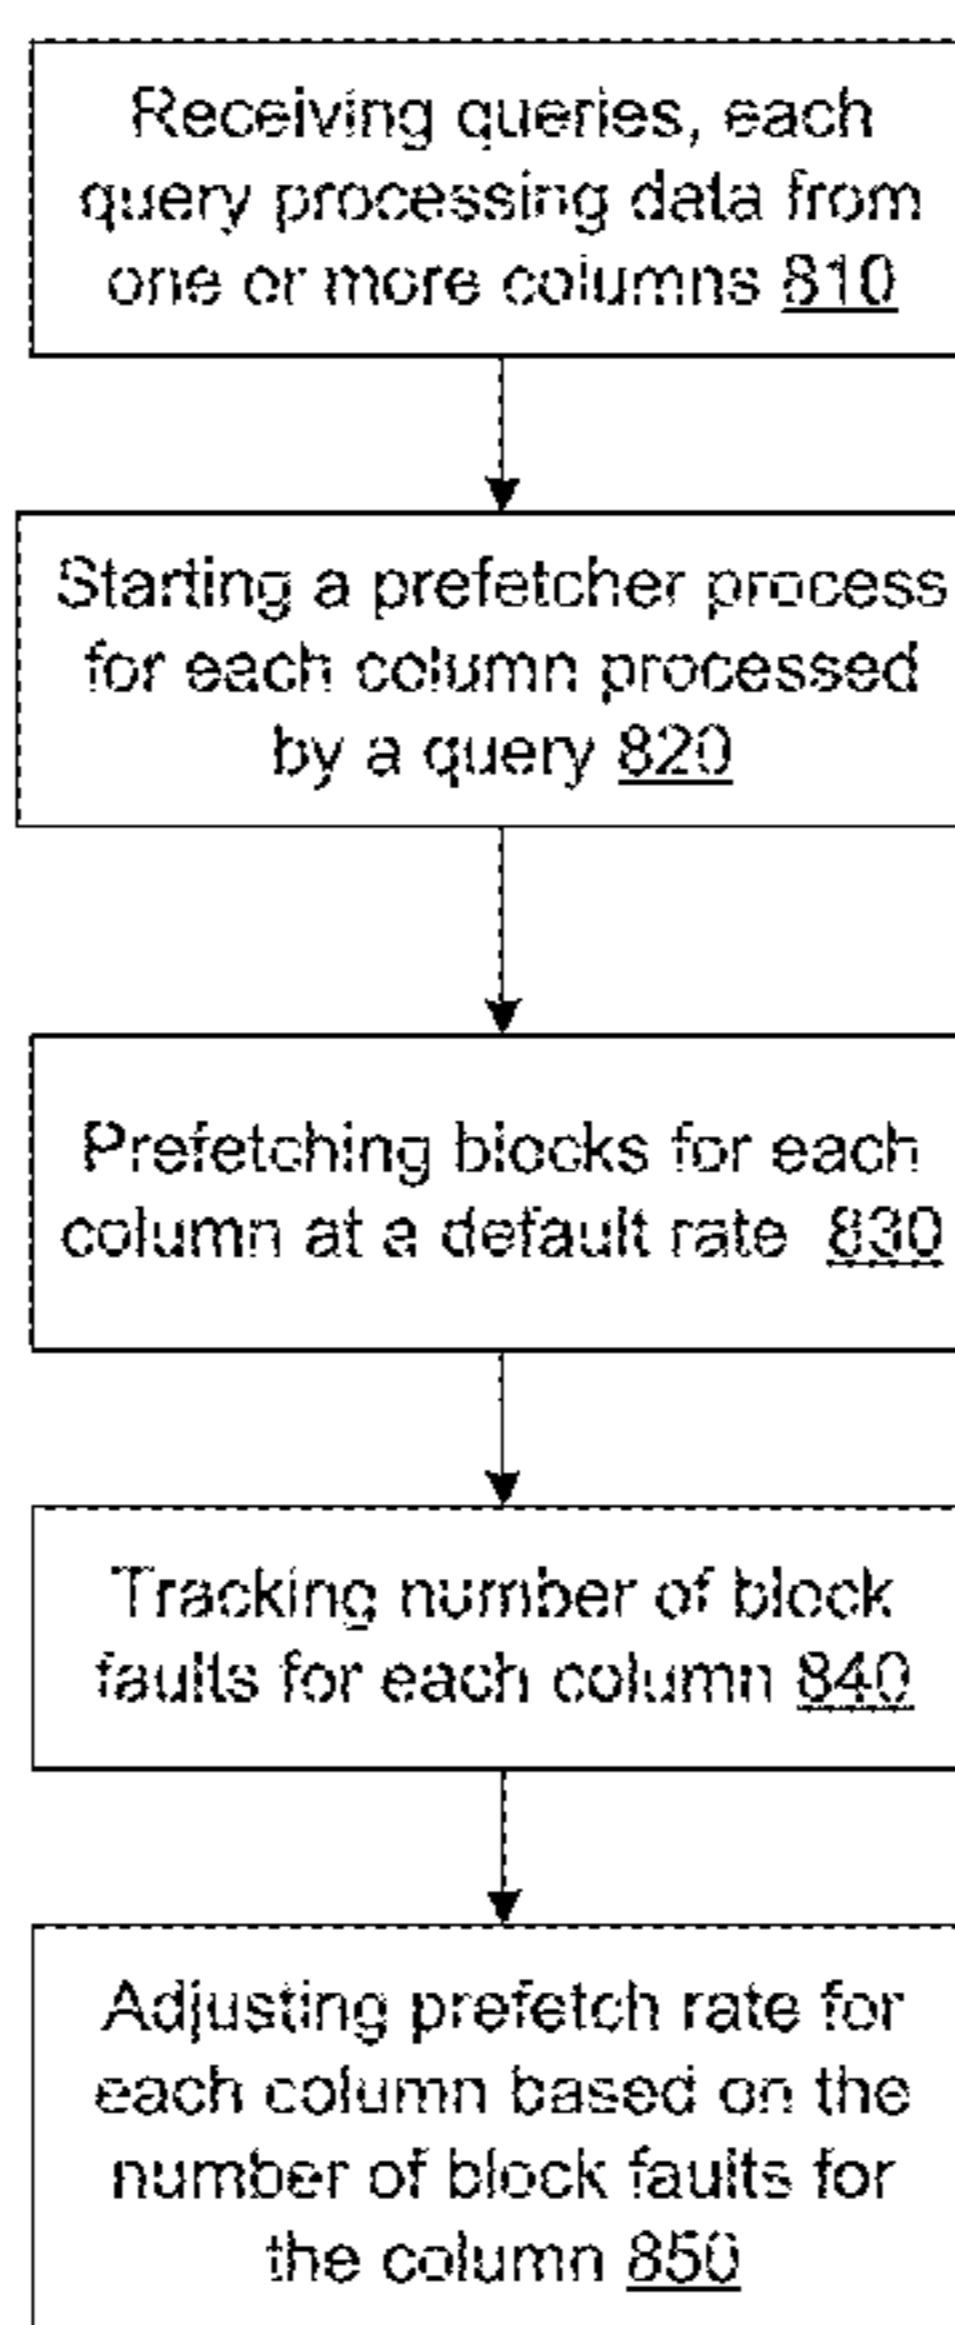 Receiving queries, each
query processing data from
one or more columns 810
Starting a prefetcher process
for each column processed
by a query 820
Prefetching blocks for each
column at a default rate 830
Tracking number of block
faults for each column 840
Adjusting prefetch rate for
each column based on the
number of block faults for
the column 850